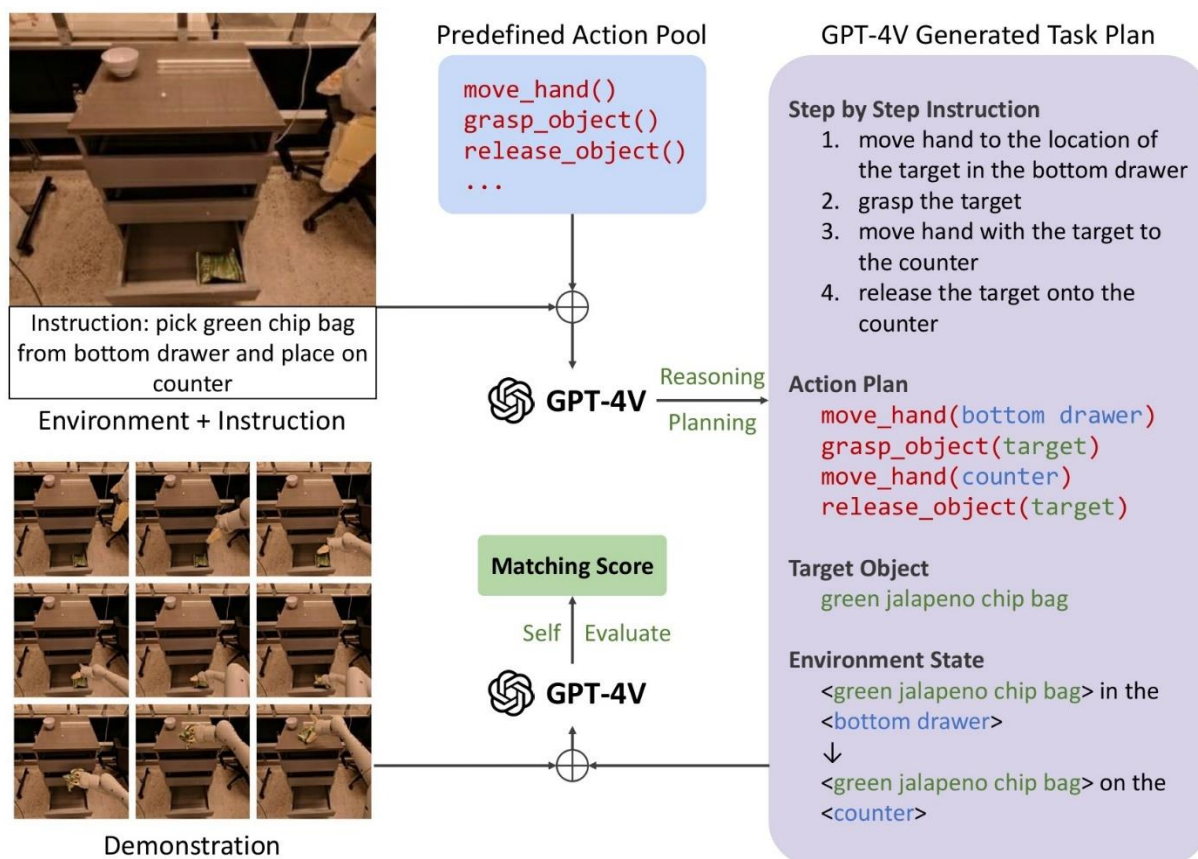 Predefined Action Pool
GPT-4V Generated Task Plan
move_hand()
grasp_object()
release_object()
...
Instruction: pick green chip bag
from bottom drawer and place on
counter
Environment + Instruction
GPT-4V
Reasoning
Planning
Step by Step Instruction
1. move hand to the location of
the target in the bottom drawer
2. grasp the target
3. move hand with the target to
the counter
4. release the target onto the
counter
Action Plan
move_hand(bottom drawer)
grasp_object(target)
move_hand(counter)
release_object(target)
Target Object
green jalapeno chip bag
Environment State
<green jalapeno chip bag> in the
<bottom drawer>
↓
<green jalapeno chip bag> on the
<counter>
Matching Score
Self Evaluate
GPT-4V
Demonstration